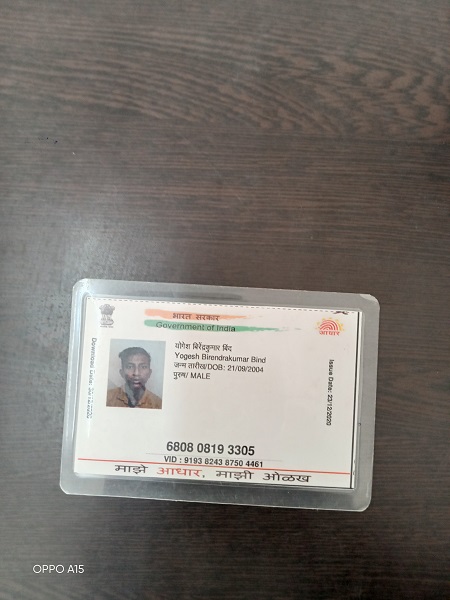 भारत सरकार
Government of India
आधार
योगेश बिरेंद्रकुमार बिंद
Yogesh Birendrakumar Bind
जन्म तारीख/DOB: 21/09/2004
पुरुष/ MALE
Download Date:
Issue Date: 23/12/2020
6808 0819 3305
VID : 9193 8243 8750 4461
माझे आधार, माझी ओळख
OPPO A15